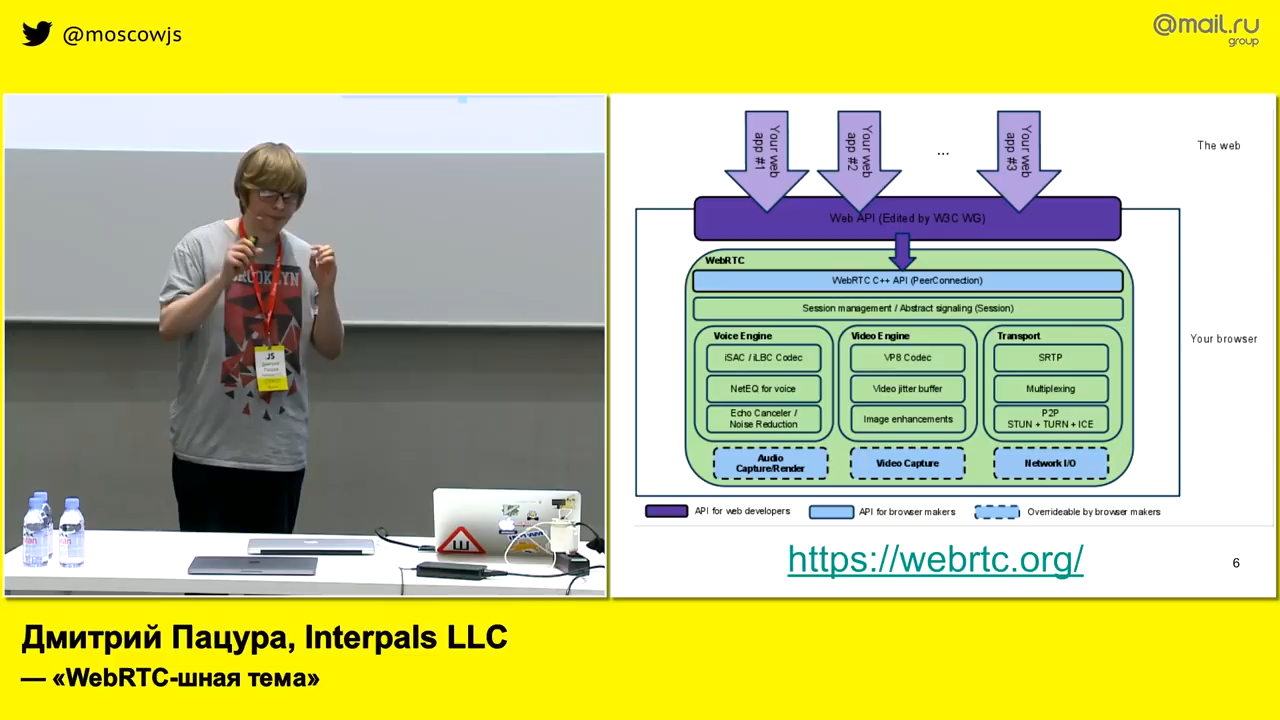 @moscowjs
@mail.ru
group
BROOKLYN
JS
Дмитрий
Пацура
Ш
Your web
app #1
Your web
app #2
...
Your web
app #3
The web
Web API (Edited by W3C WG)
WebRTC
WebRTC C++ API (PeerConnection)
Session management / Abstract signaling (Session)
Voice Engine
iSAC / iLBC Codec
NetEQ for voice
Echo Canceler /
Noise Reduction
Video Engine
VP8 Codec
Video jitter buffer
Image enhancements
Transport
SRTP
Multiplexing
P2P
STUN + TURN + ICE
Your browser
Audio
Capture/Render
Video Capture
Network I/O
API for web developers
API for browser makers
Overrideable by browser makers
https://webrtc.org/
6
Дмитрий Пацура, Interpals LLC
— «WebRTC-шная тема»